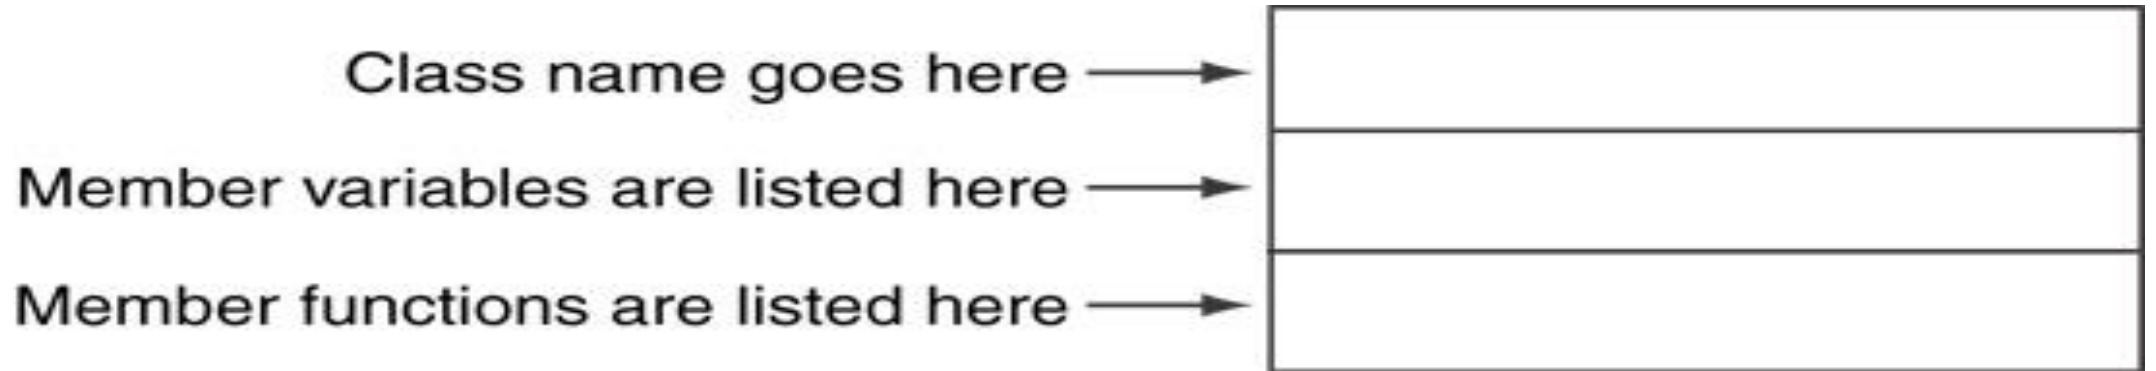 Class name goes here
Member variables are listed here
Member functions are listed here